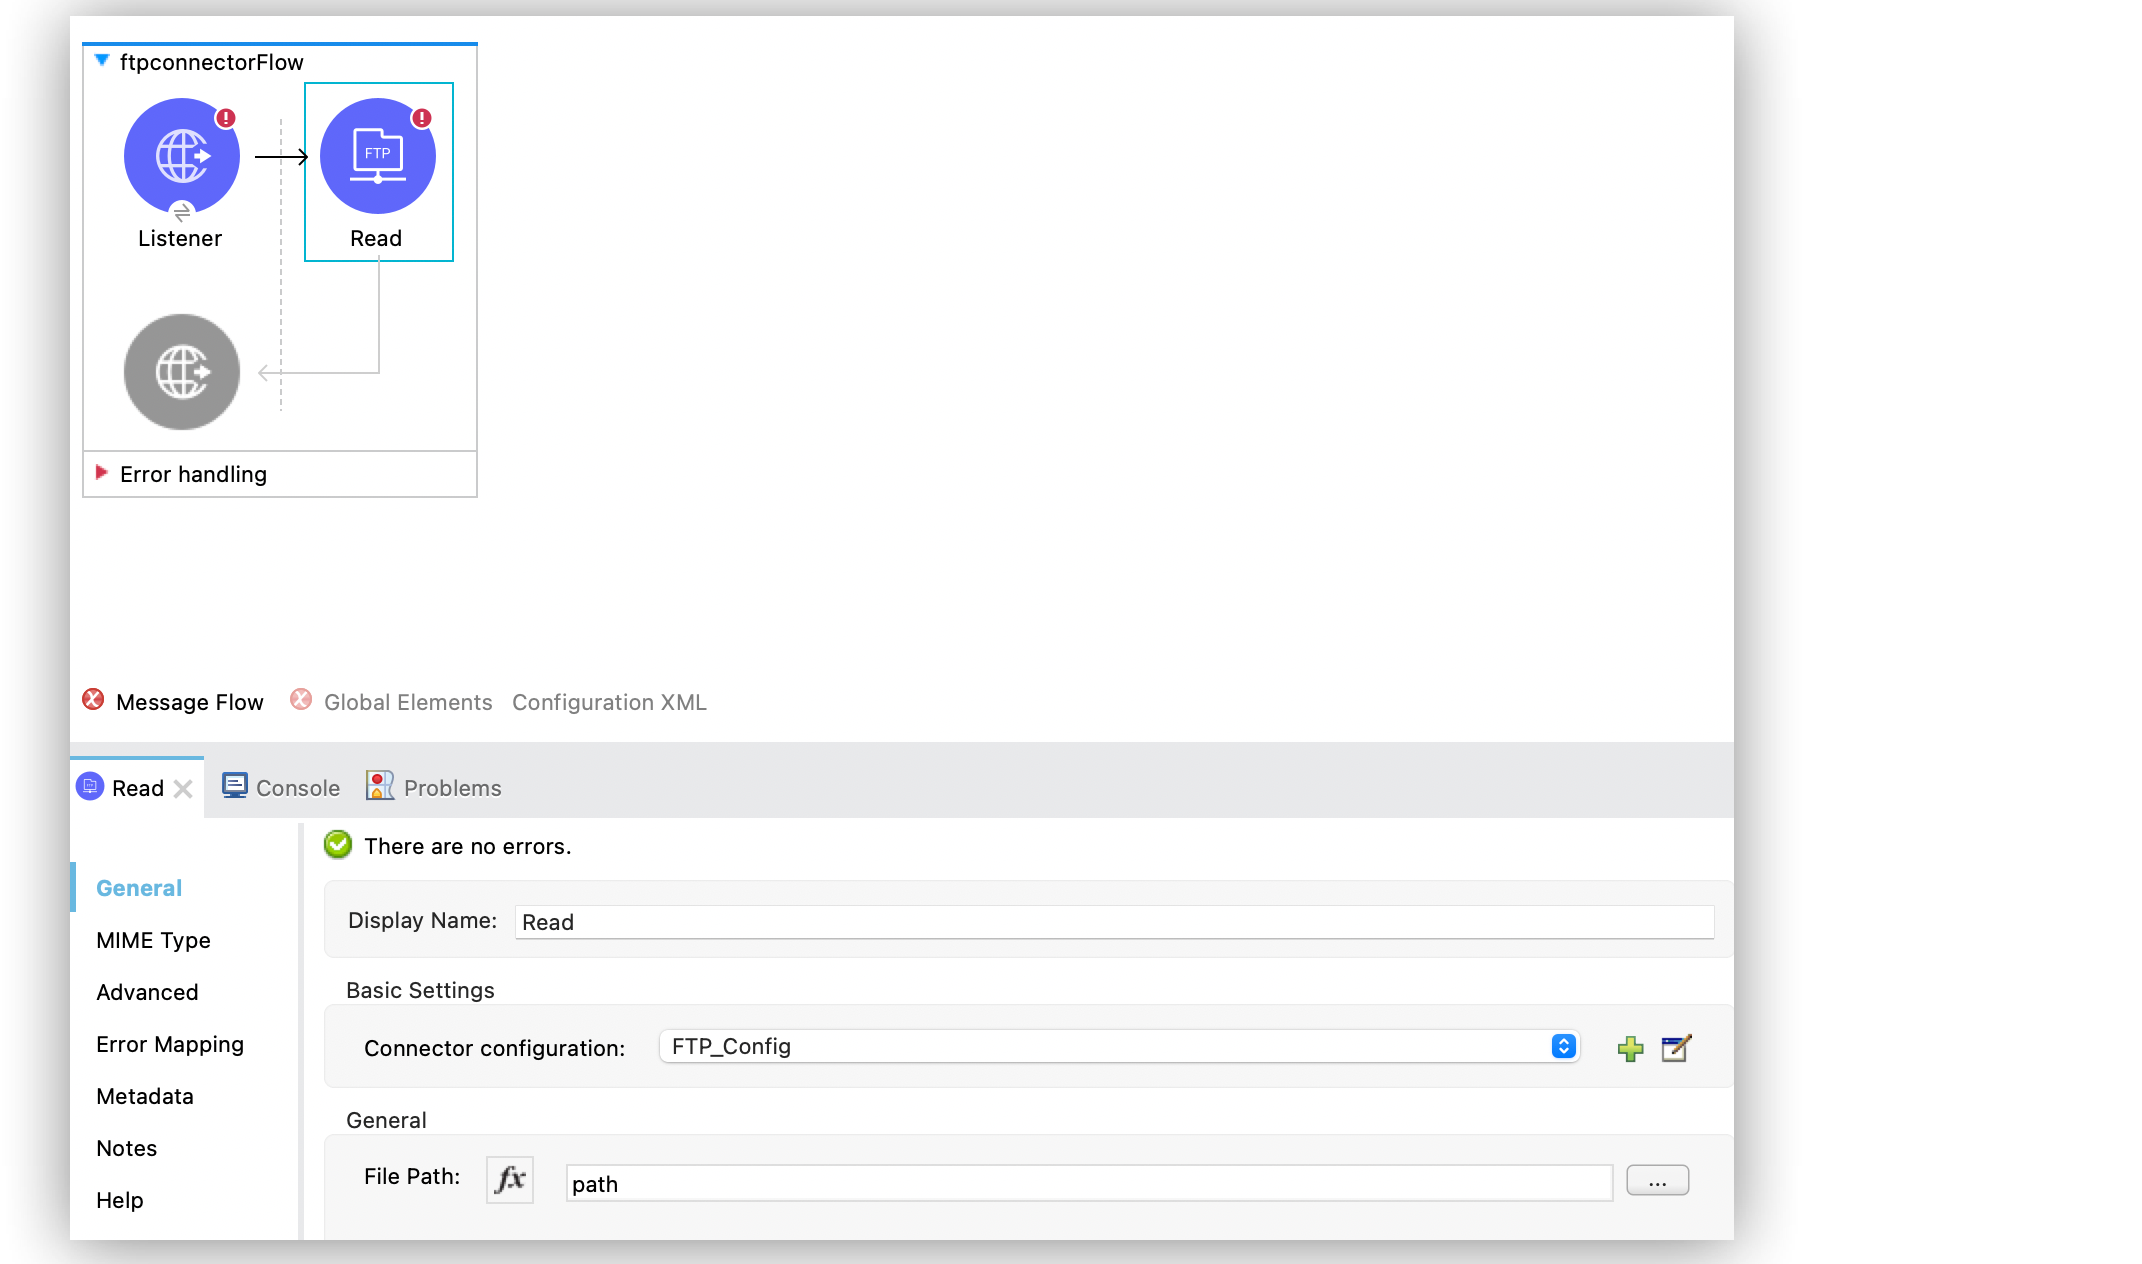 ftpconnectorFlow
FTP
Listener
Read
Error handling
Message Flow
Global Elements
Configuration XML
Read
Console
Problems
There are no errors.
General
MIME Type
Advanced
Error Mapping
Metadata
Notes
Help
Display Name:
Read
Basic Settings
Connector configuration:
FTP_Config
General
File Path:
fx
path
...